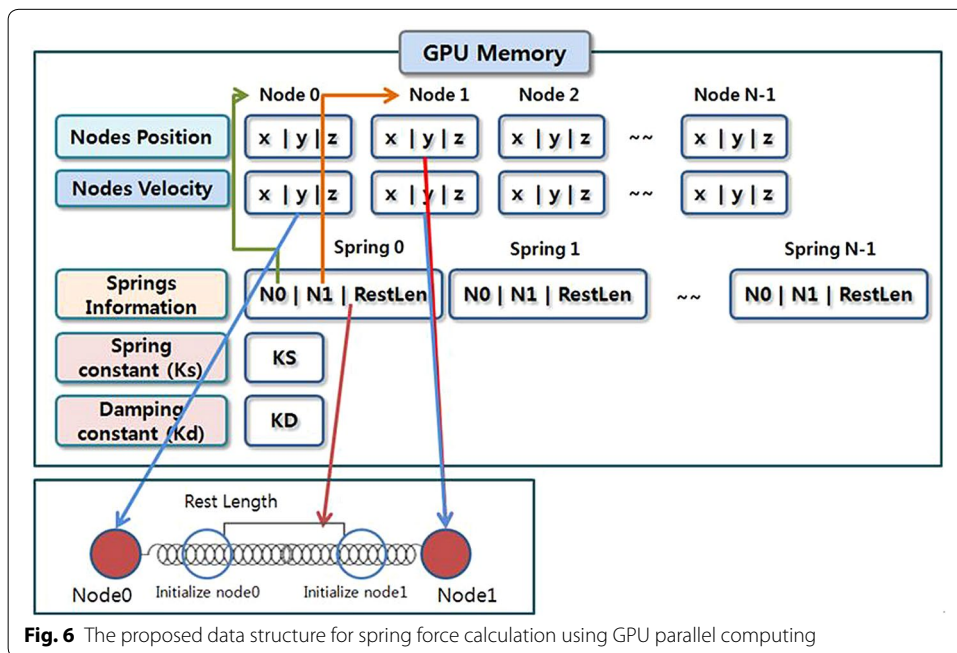 GPU Memory
Node 0 Node 1 Node 2 Node N-1
Nodes Position x | y | z x | y | z x | y | z ~~ x | y | z
Nodes Velocity x | y | z x | y | z x | y | z ~~ x | y | z
Spring 0 Spring 1 Spring N-1
Springs
Information
N0 | N1 | RestLen N0 | N1 | RestLen ~~ N0 | N1 | RestLen
Spring
constant (Ks)
KS
Damping
constant (Kd)
KD
Rest Length
Node0 Initialize node0 Initialize node1 Node1
Fig. 6 The proposed data structure for spring force calculation using GPU parallel computing